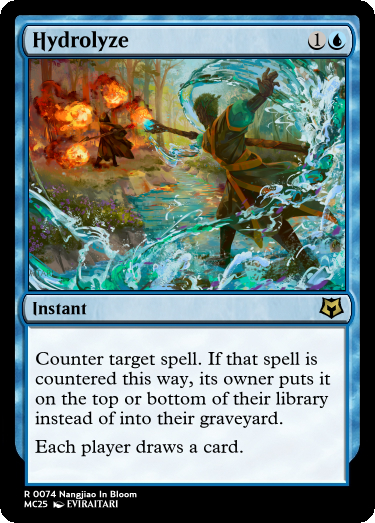 Hydrolyze
1
Instant
Counter target spell. If that spell is
countered this way, its owner puts it
on the top or bottom of their library
instead of into their graveyard.
Each player draws a card.
R 0074 Nangjiao In Bloom
MC25 EVIRAITARI